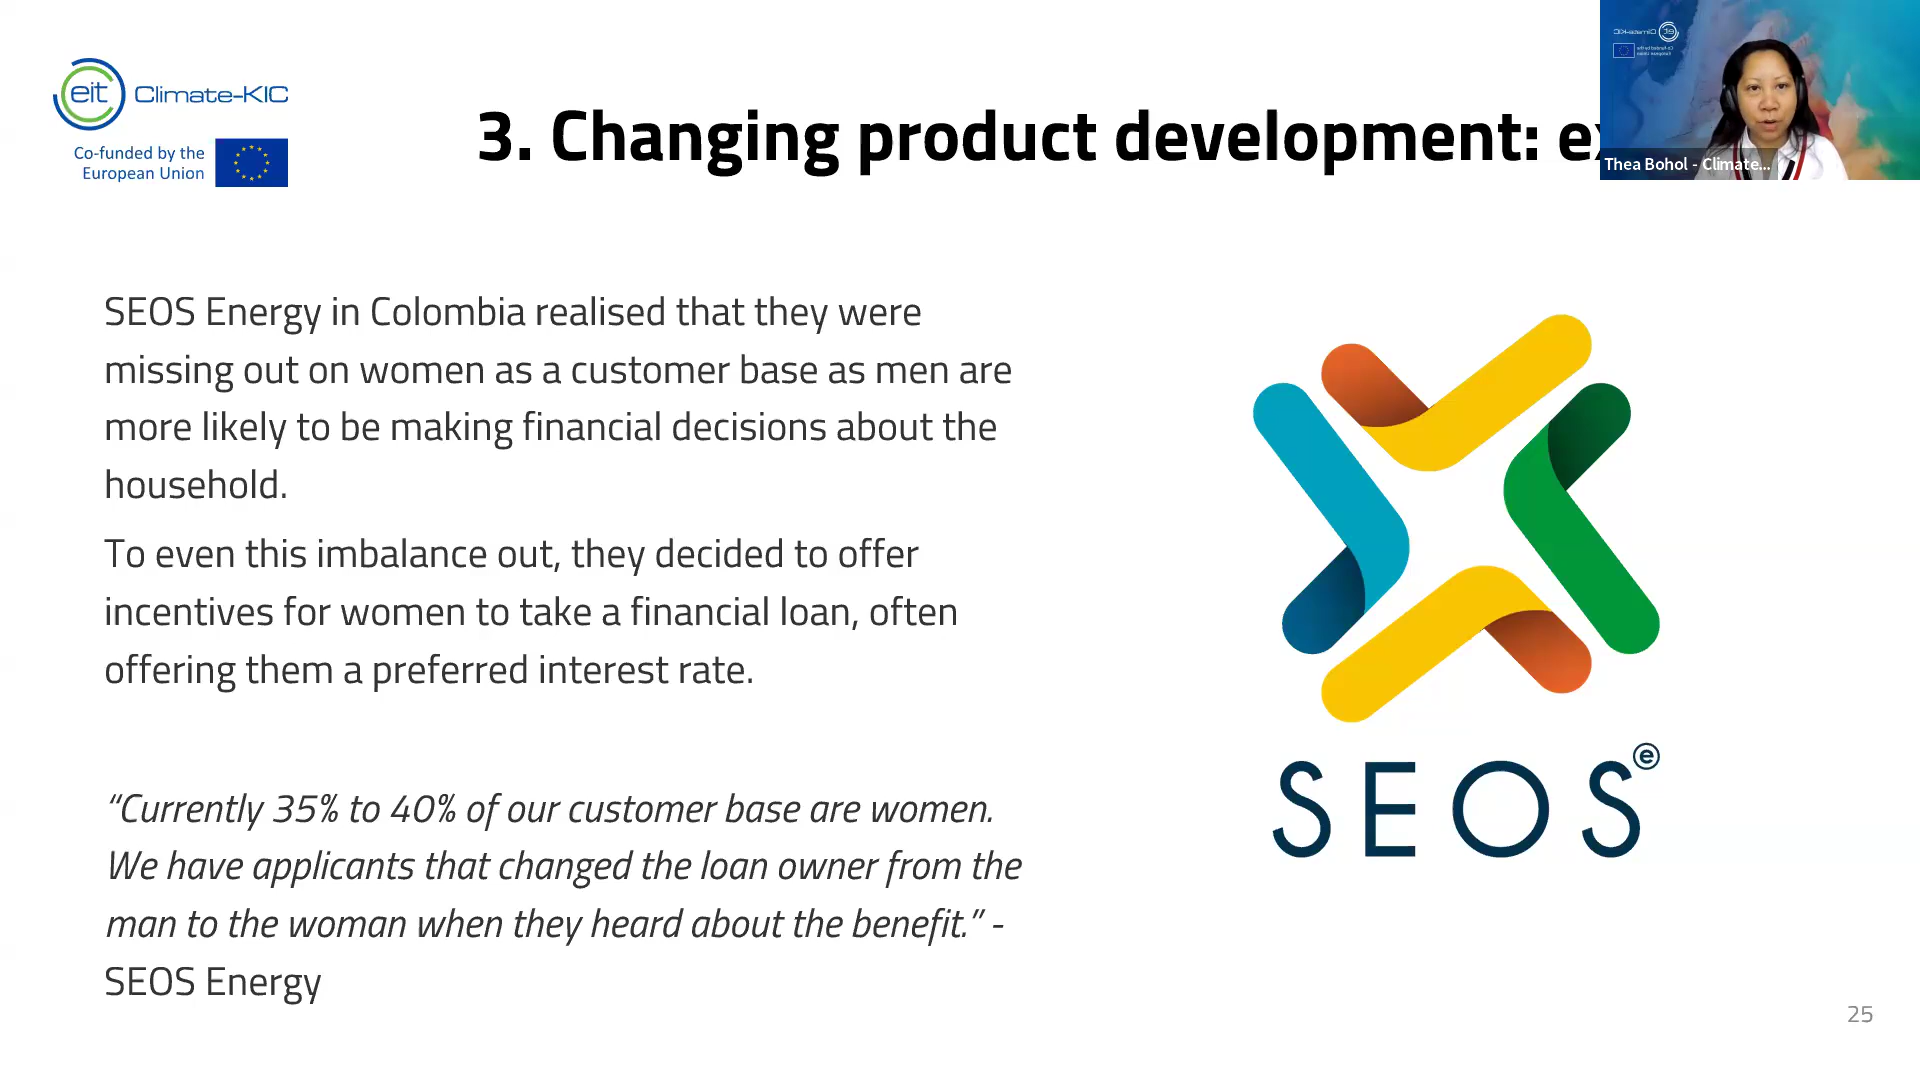 eit Climate-KIC
Co-funded by the
European Union
3. Changing product development:
Thea Bohol - Climate...
SEOS Energy in Colombia realised that they were
missing out on women as a customer base as men are
more likely to be making financial decisions about the
household.
To even this imbalance out, they decided to offer
incentives for women to take a financial loan, often
offering them a preferred interest rate.
“Currently 35% to 40% of our customer base are women.
We have applicants that changed the loan owner from the
man to the woman when they heard about the benefit.” -
SEOS Energy
SEOS
e
25